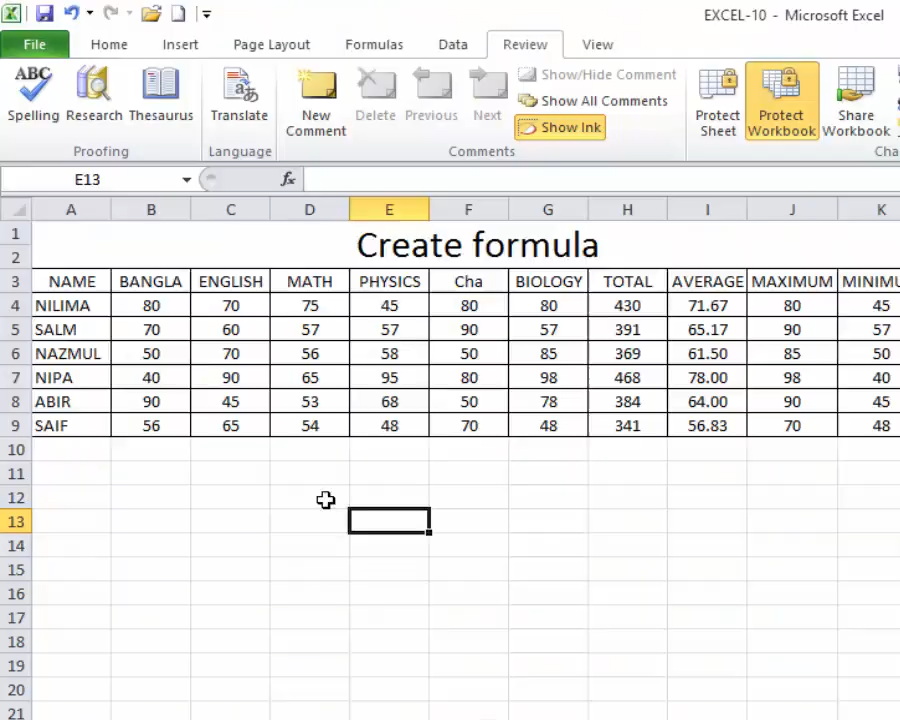 EXCEL-10 - Microsoft Excel
File Home Insert Page Layout Formulas Data Review View
ABC
Spelling Research Thesaurus
Proofing
Translate
Language
New Comment
Delete Previous Next
Show/Hide Comment
Show All Comments
Show Ink
Comments
Protect Sheet
Protect Workbook
Share Workbook
Cha
E13 fx
A B C D E F G H I J K
1 Create formula
2
3 NAME BANGLA ENGLISH MATH PHYSICS Cha BIOLOGY TOTAL AVERAGE MAXIMUM MINIMU
4 NILIMA 80 70 75 45 80 80 430 71.67 80 45
5 SALM 70 60 57 57 90 57 391 65.17 90 57
6 NAZMUL 50 70 56 58 50 85 369 61.50 85 50
7 NIPA 40 90 65 95 80 98 468 78.00 98 40
8 ABIR 90 45 53 68 50 78 384 64.00 90 45
9 SAIF 56 65 54 48 70 48 341 56.83 70 48
10
11
12
13
14
15
16
17
18
19
20
21